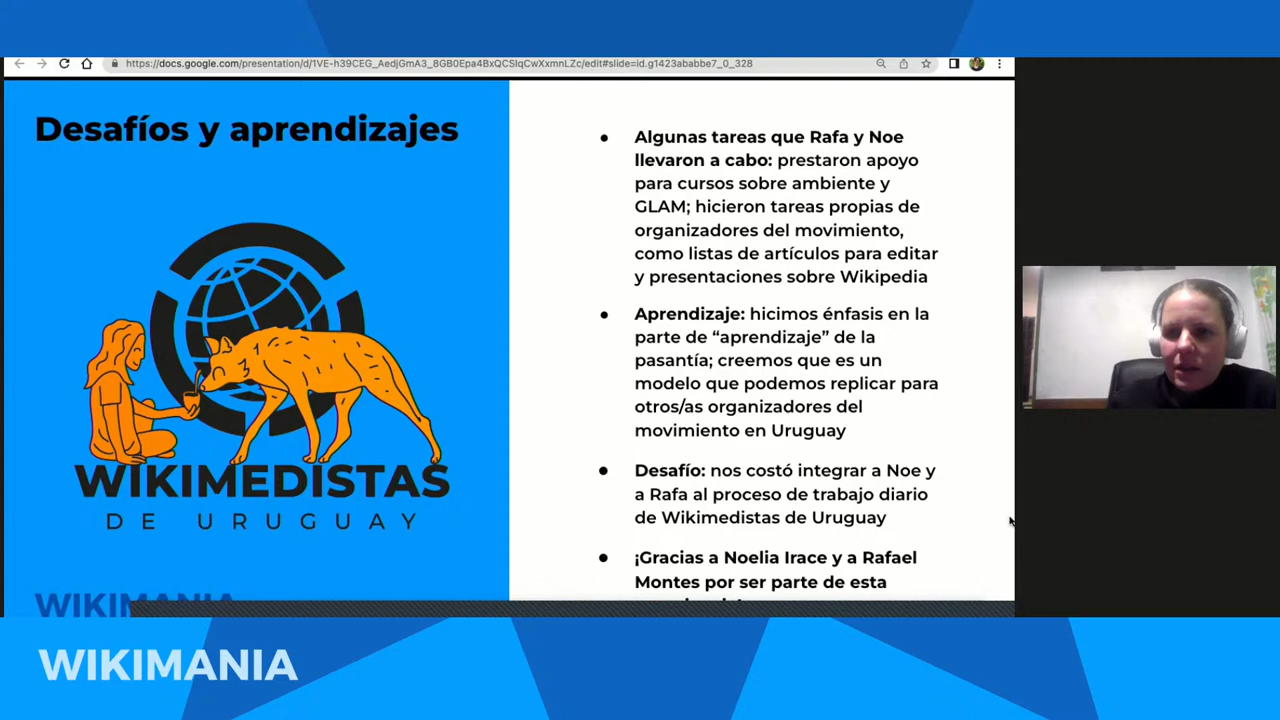 https://docs.google.com/presentation/d/1VE-h39CEG_AedjGmA3_8GB0Epa4BxQCSIqCwXxmnLZc/edit#slide=id.g1423ababbe7_0_328
Desafíos y aprendizajes
WIKIMEDISTAS
DE URUGUAY
WIKIMANIA
● Algunas tareas que Rafa y Noe
llevaron a cabo: prestaron apoyo
para cursos sobre ambiente y
GLAM; hicieron tareas propias de
organizadores del movimiento,
como listas de artículos para editar
y presentaciones sobre Wikipedia
● Aprendizaje: hicimos énfasis en la
parte de “aprendizaje” de la
pasantía; creemos que es un
modelo que podemos replicar para
otros/as organizadores del
movimiento en Uruguay
● Desafío: nos costó integrar a Noe y
a Rafa al proceso de trabajo diario
de Wikimedistas de Uruguay
● ¡Gracias a Noelia Irace y a Rafael
Montes por ser parte de esta
WIKIMANIA